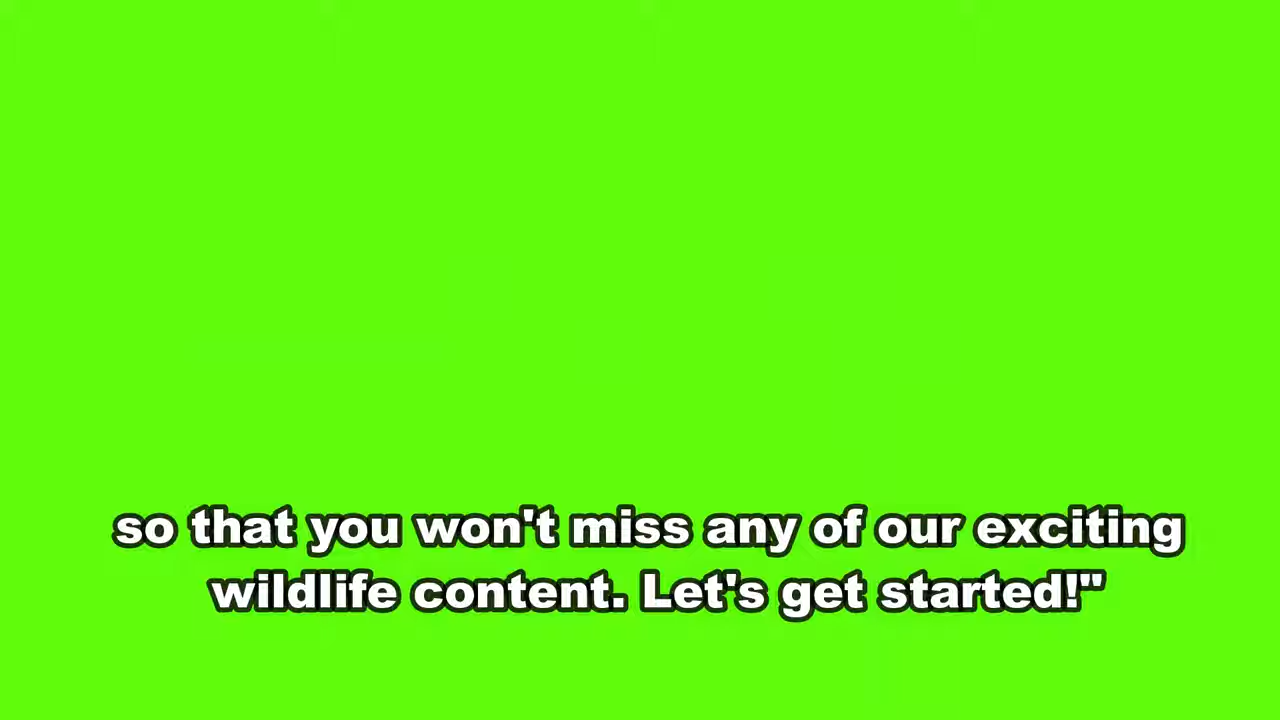 so that you won't miss any of our exciting
wildlife content. Let's get started!"